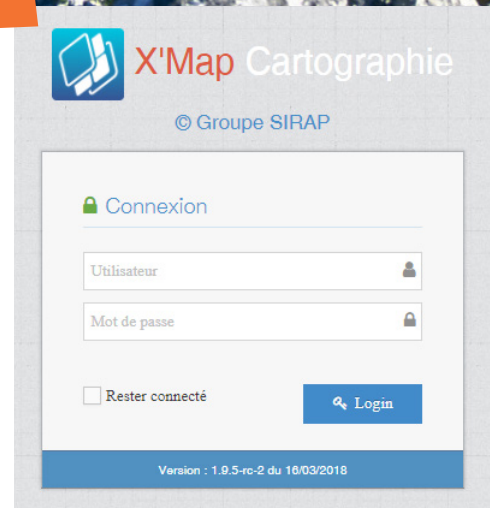 X'Map Cartographie
© Groupe SIRAP
Connexion
Utilisateur
Mot de passe
Rester connecté
Login
Version : 1.9.5-rc-2 du 16/03/2018